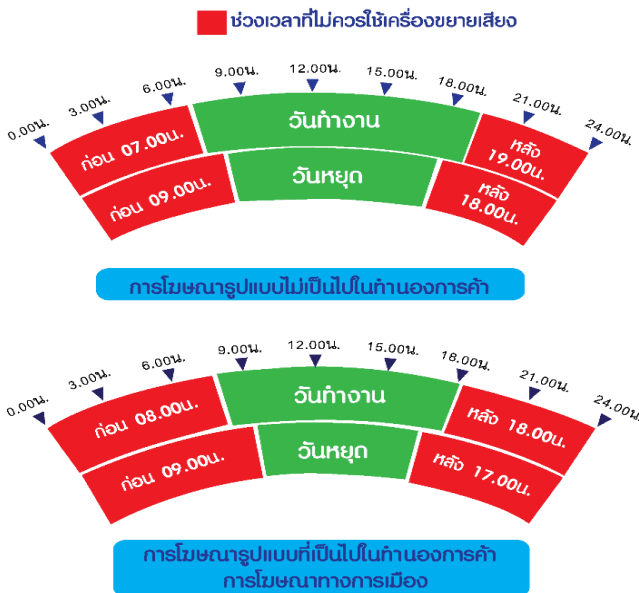 ช่วงเวลาที่ไม่ควรใช้เครื่องขยายเสียง
0.00น. 3.00น. 6.00น. 9.00น. 12.00น. 15.00น. 18.00น. 21.00น. 24.00น.
ก่อน 07.00น. วันทำงาน หลัง 19.00น.
ก่อน 09.00น. วันหยุด หลัง 18.00น.
การโฆษณารูปแบบไม่เป็นไปในทำนองการค้า
0.00น. 3.00น. 6.00น. 9.00น. 12.00น. 15.00น. 18.00น. 21.00น. 24.00น.
ก่อน 08.00น. วันทำงาน หลัง 18.00น.
ก่อน 09.00น. วันหยุด หลัง 17.00น.
การโฆษณารูปแบบที่เป็นไปในทำนองการค้า
การโฆษณาทางการเมือง